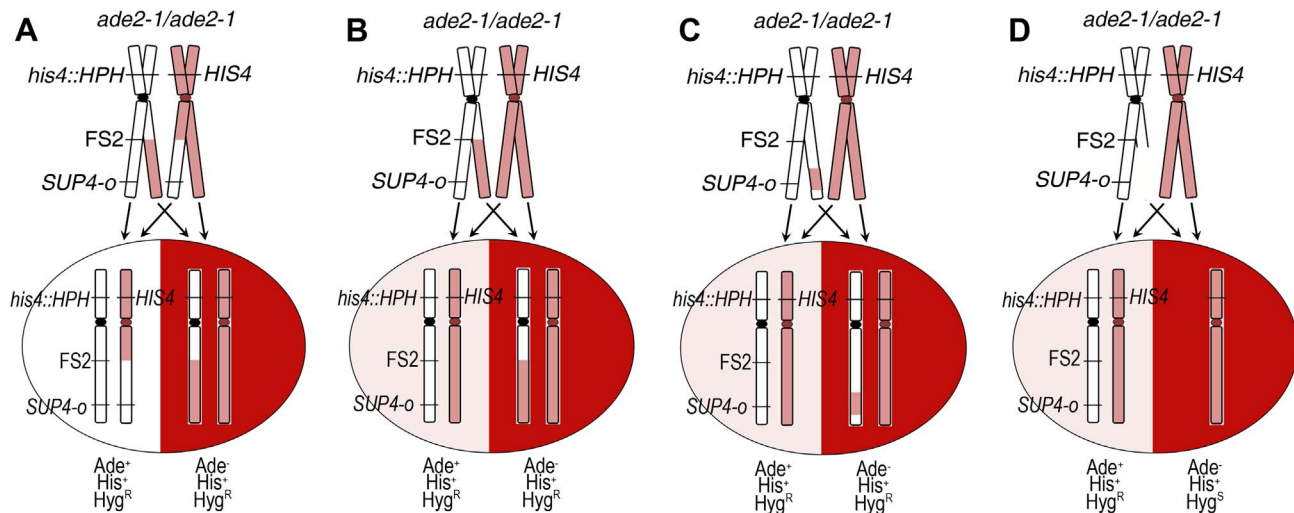 A
ade2-1/ade2-1
his4::HPH
HIS4
FS2
SUP4-o
his4::HPH
HIS4
FS2
SUP4-o
Ade⁺ Ade⁻
His⁺ His⁺
Hygᴿ Hygᴿ
B
ade2-1/ade2-1
his4::HPH
HIS4
FS2
SUP4-o
his4::HPH
HIS4
FS2
SUP4-o
Ade⁺ Ade⁻
His⁺ His⁺
Hygᴿ Hygᴿ
C
ade2-1/ade2-1
his4::HPH
HIS4
FS2
SUP4-o
his4::HPH
HIS4
FS2
SUP4-o
Ade⁺ Ade⁻
His⁺ His⁺
Hygᴿ Hygᴿ
D
ade2-1/ade2-1
his4::HPH
HIS4
FS2
SUP4-o
his4::HPH
HIS4
FS2
SUP4-o
Ade⁺ Ade⁻
His⁺ His⁺
Hygᴿ Hygˢ